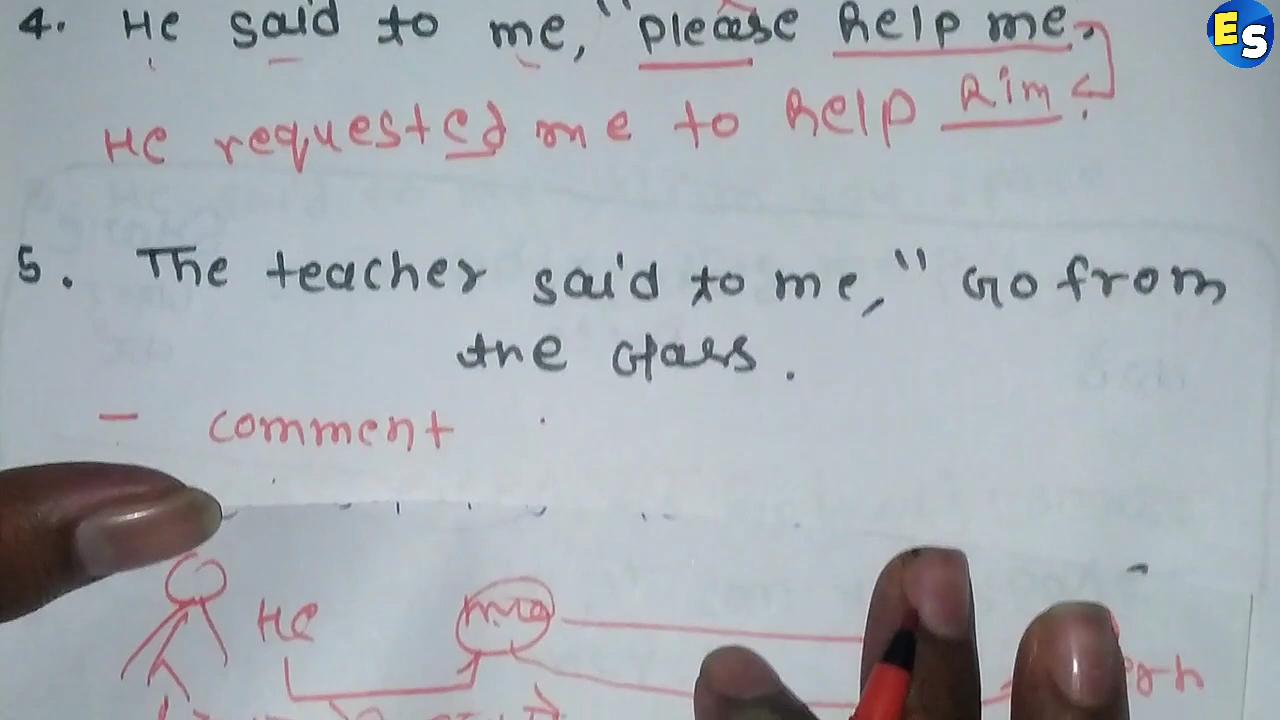 4. He said to me, "please help me.
He requested me to help him.
5. The teacher said to me, " Go from
the class.
- comment
He
ES